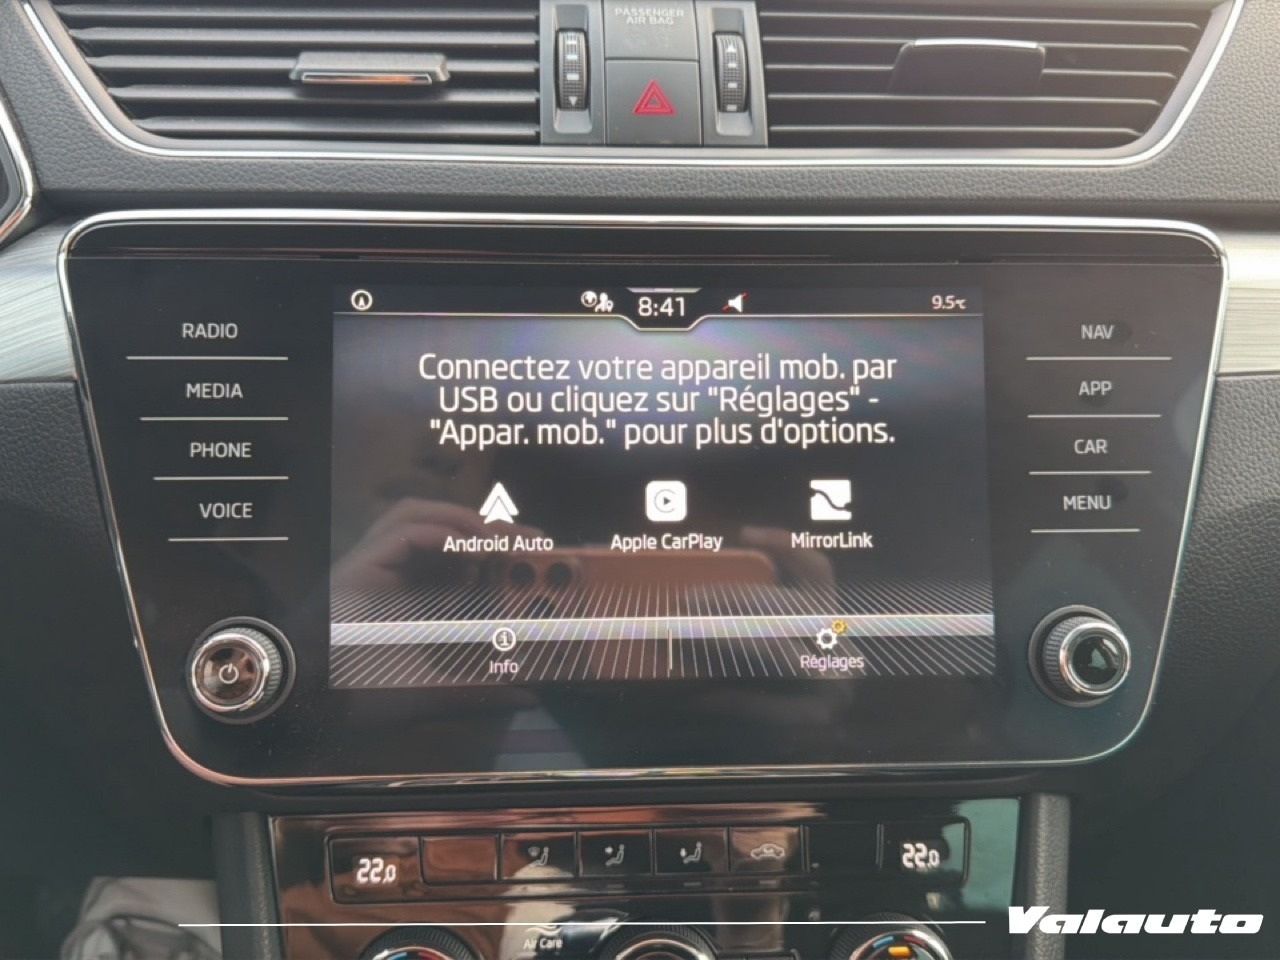 PASSENGER
AIR BAG
8:41
9.5°C
RADIO
MEDIA
PHONE
VOICE
Connectez votre appareil mob. par
USB ou cliquez sur "Réglages" -
"Appar. mob." pour plus d'options.
Android Auto
Apple CarPlay
MirrorLink
Info
Réglages
NAV
APP
CAR
MENU
22.0
22.0
Air Care
Valauto